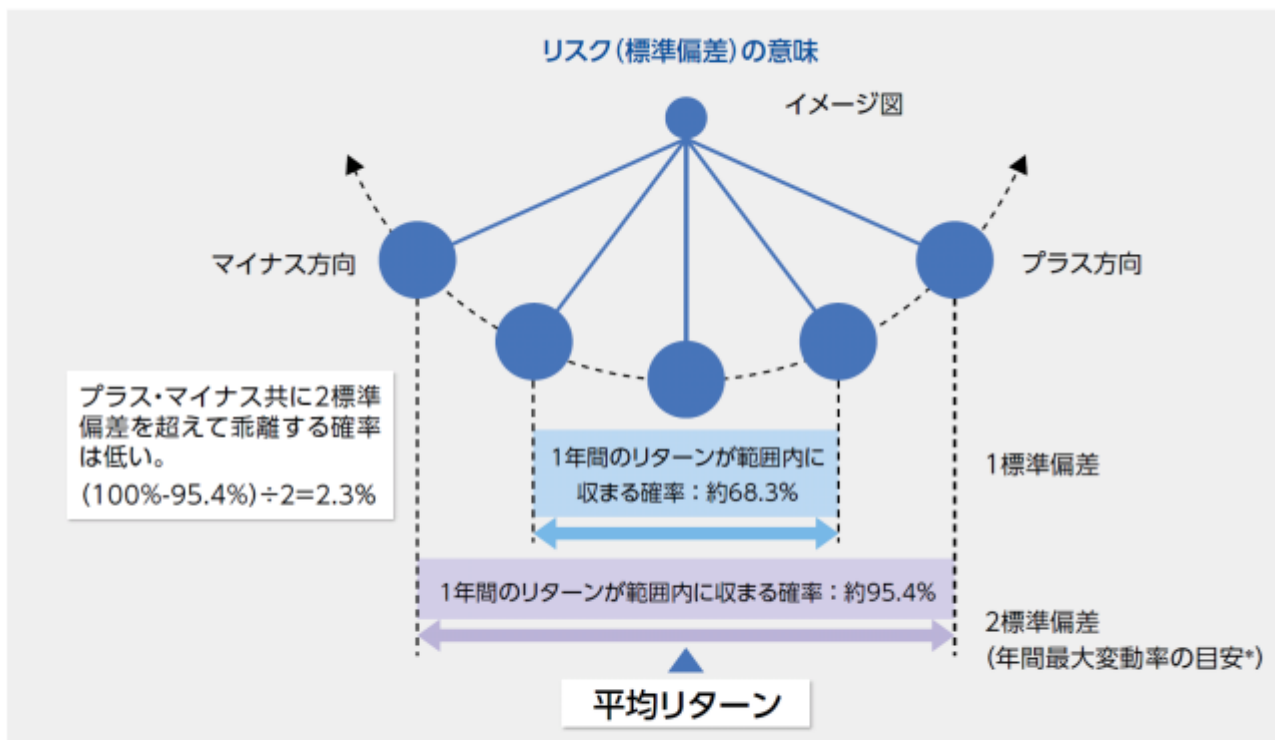 リスク(標準偏差)の意味
イメージ図
マイナス方向
プラス方向
プラス・マイナス共に2標準
偏差を超えて乖離する確率
は低い。
(100%-95.4%)÷2=2.3%
1年間のリターンが範囲内に
収まる確率：約68.3%
1標準偏差
1年間のリターンが範囲内に収まる確率：約95.4%
2標準偏差
(年間最大変動率の目安*)
平均リターン